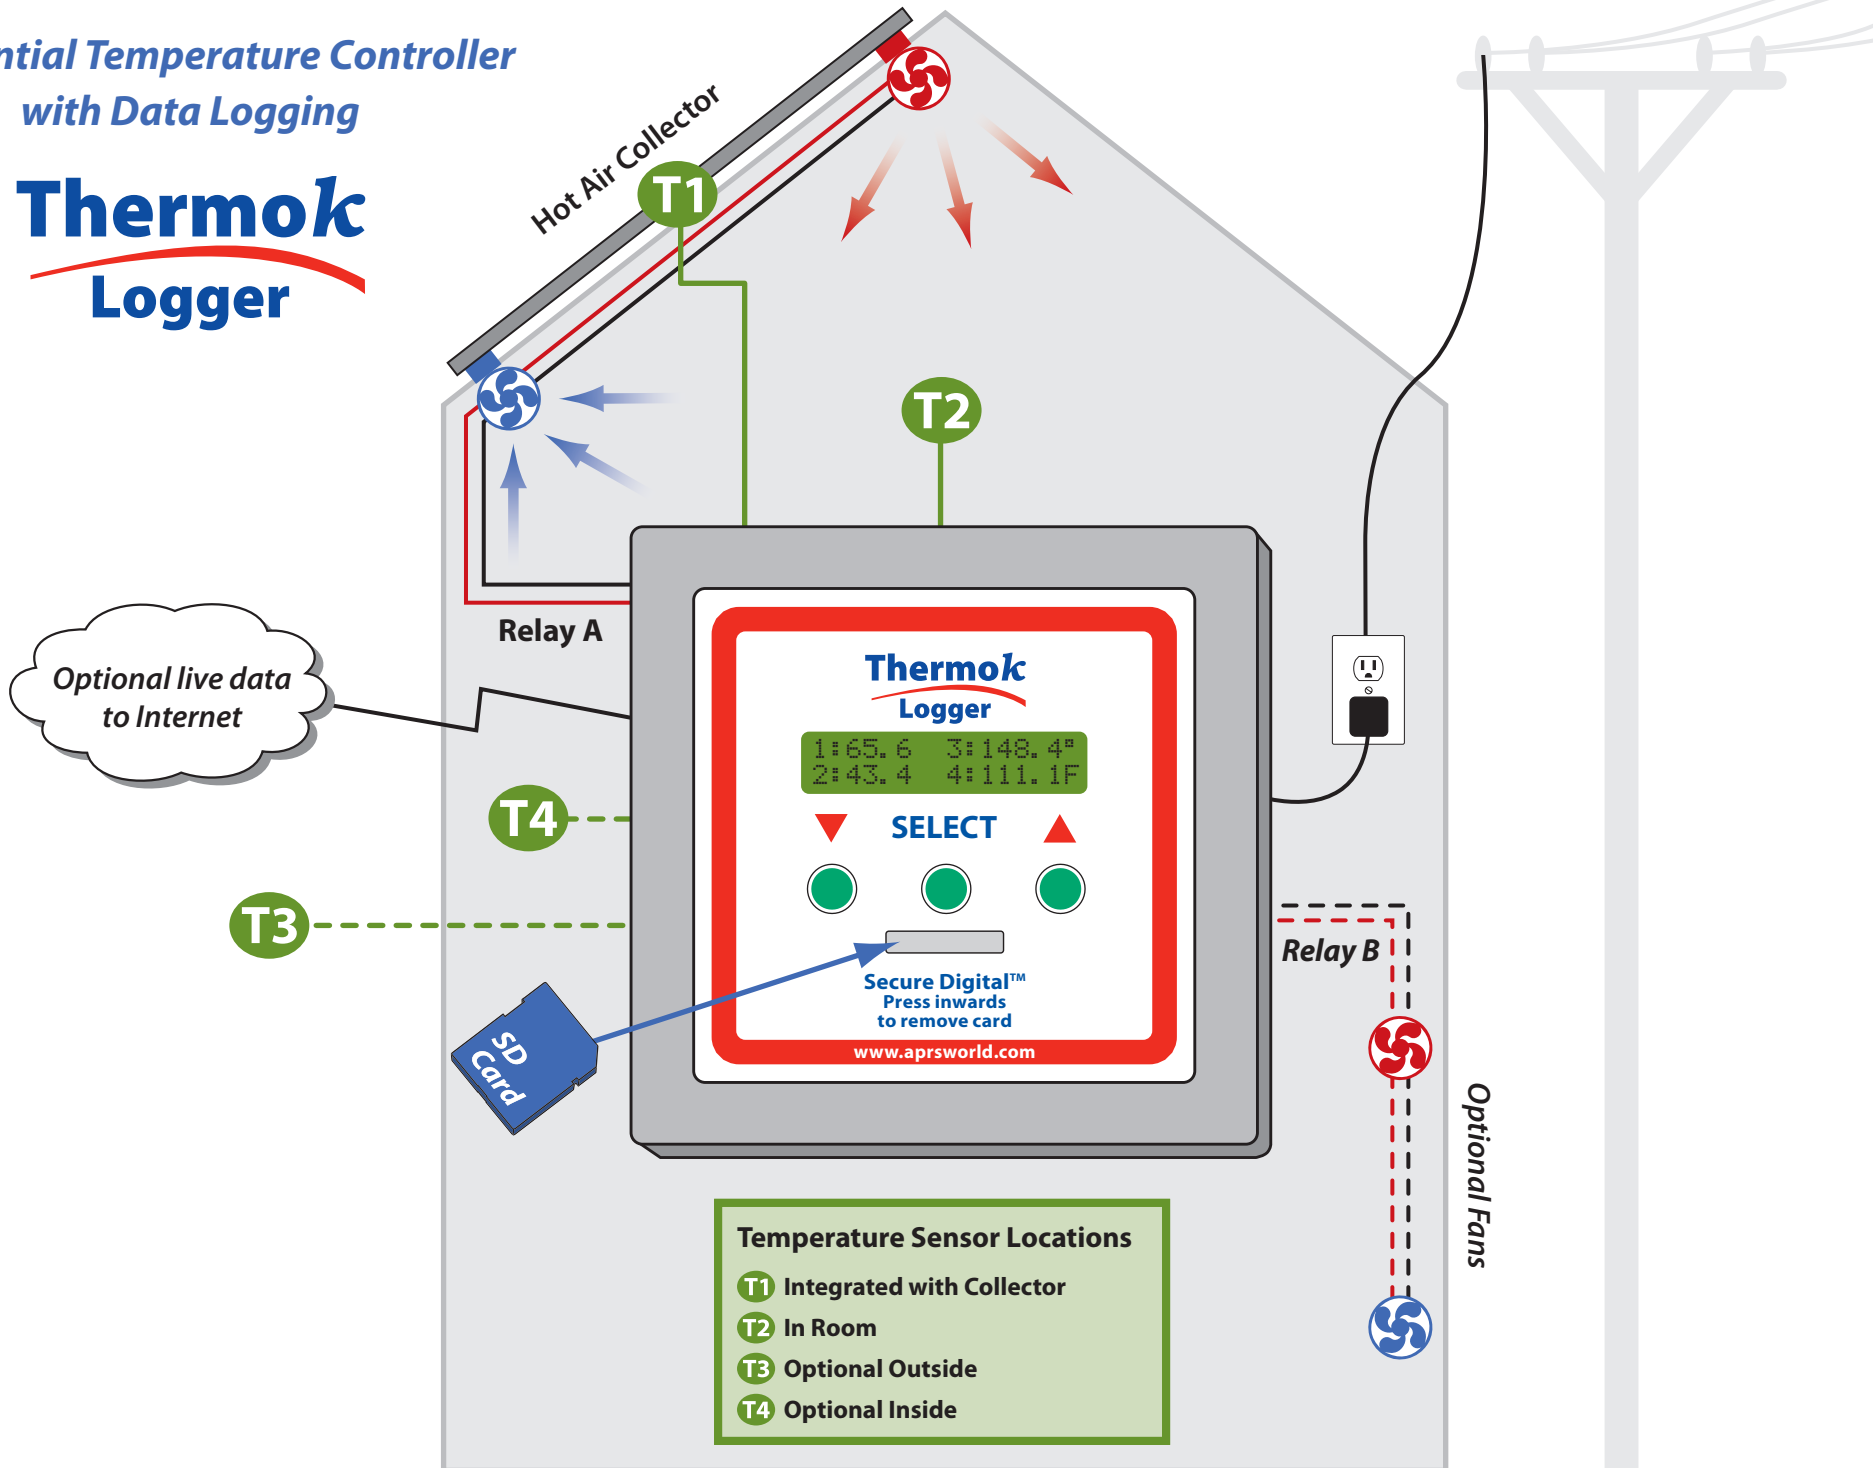 ntial Temperature Controller
with Data Logging
Thermok
Logger
Hot Air Collector
T1
T2
Relay A
Optional live data
to Internet
Thermok
Logger
1:65.6 3:148.4°
2:43.4 4:111.1F
SELECT
T4
T3
Relay B
Secure Digital™
Press inwards
to remove card
www.aprsworld.com
SD
Card
Optional Fans
Temperature Sensor Locations
T1 Integrated with Collector
T2 In Room
T3 Optional Outside
T4 Optional Inside